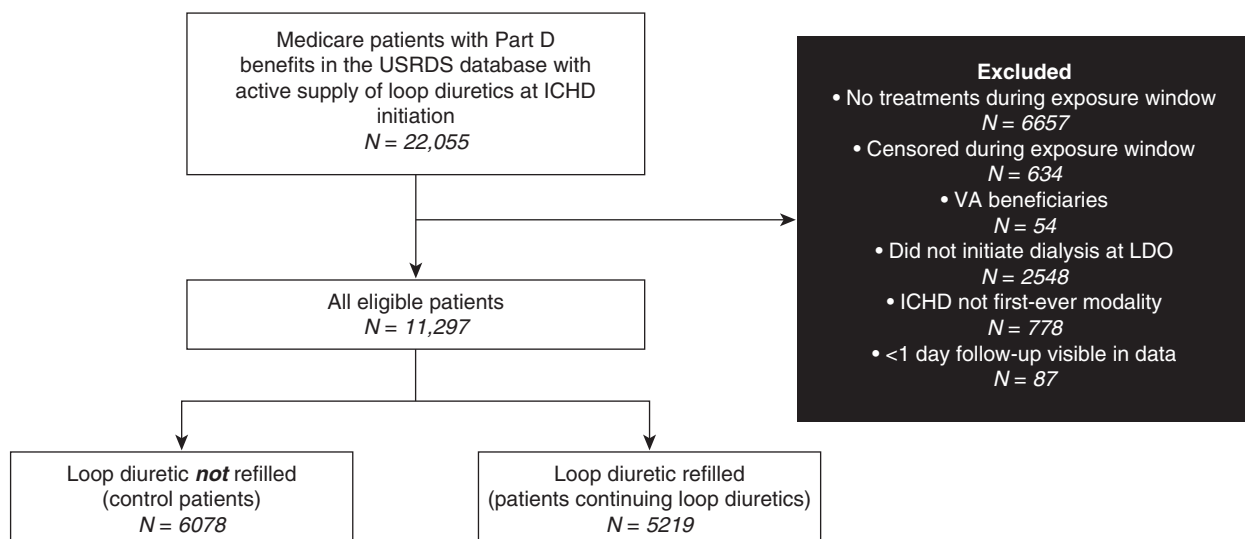 Medicare patients with Part D
benefits in the USRDS database with
active supply of loop diuretics at ICHD
initiation
N = 22,055
Excluded
• No treatments during exposure window
N = 6657
• Censored during exposure window
N = 634
• VA beneficiaries
N = 54
• Did not initiate dialysis at LDO
N = 2548
• ICHD not first-ever modality
N = 778
• <1 day follow-up visible in data
N = 87
All eligible patients
N = 11,297
Loop diuretic not refilled
(control patients)
N = 6078
Loop diuretic refilled
(patients continuing loop diuretics)
N = 5219